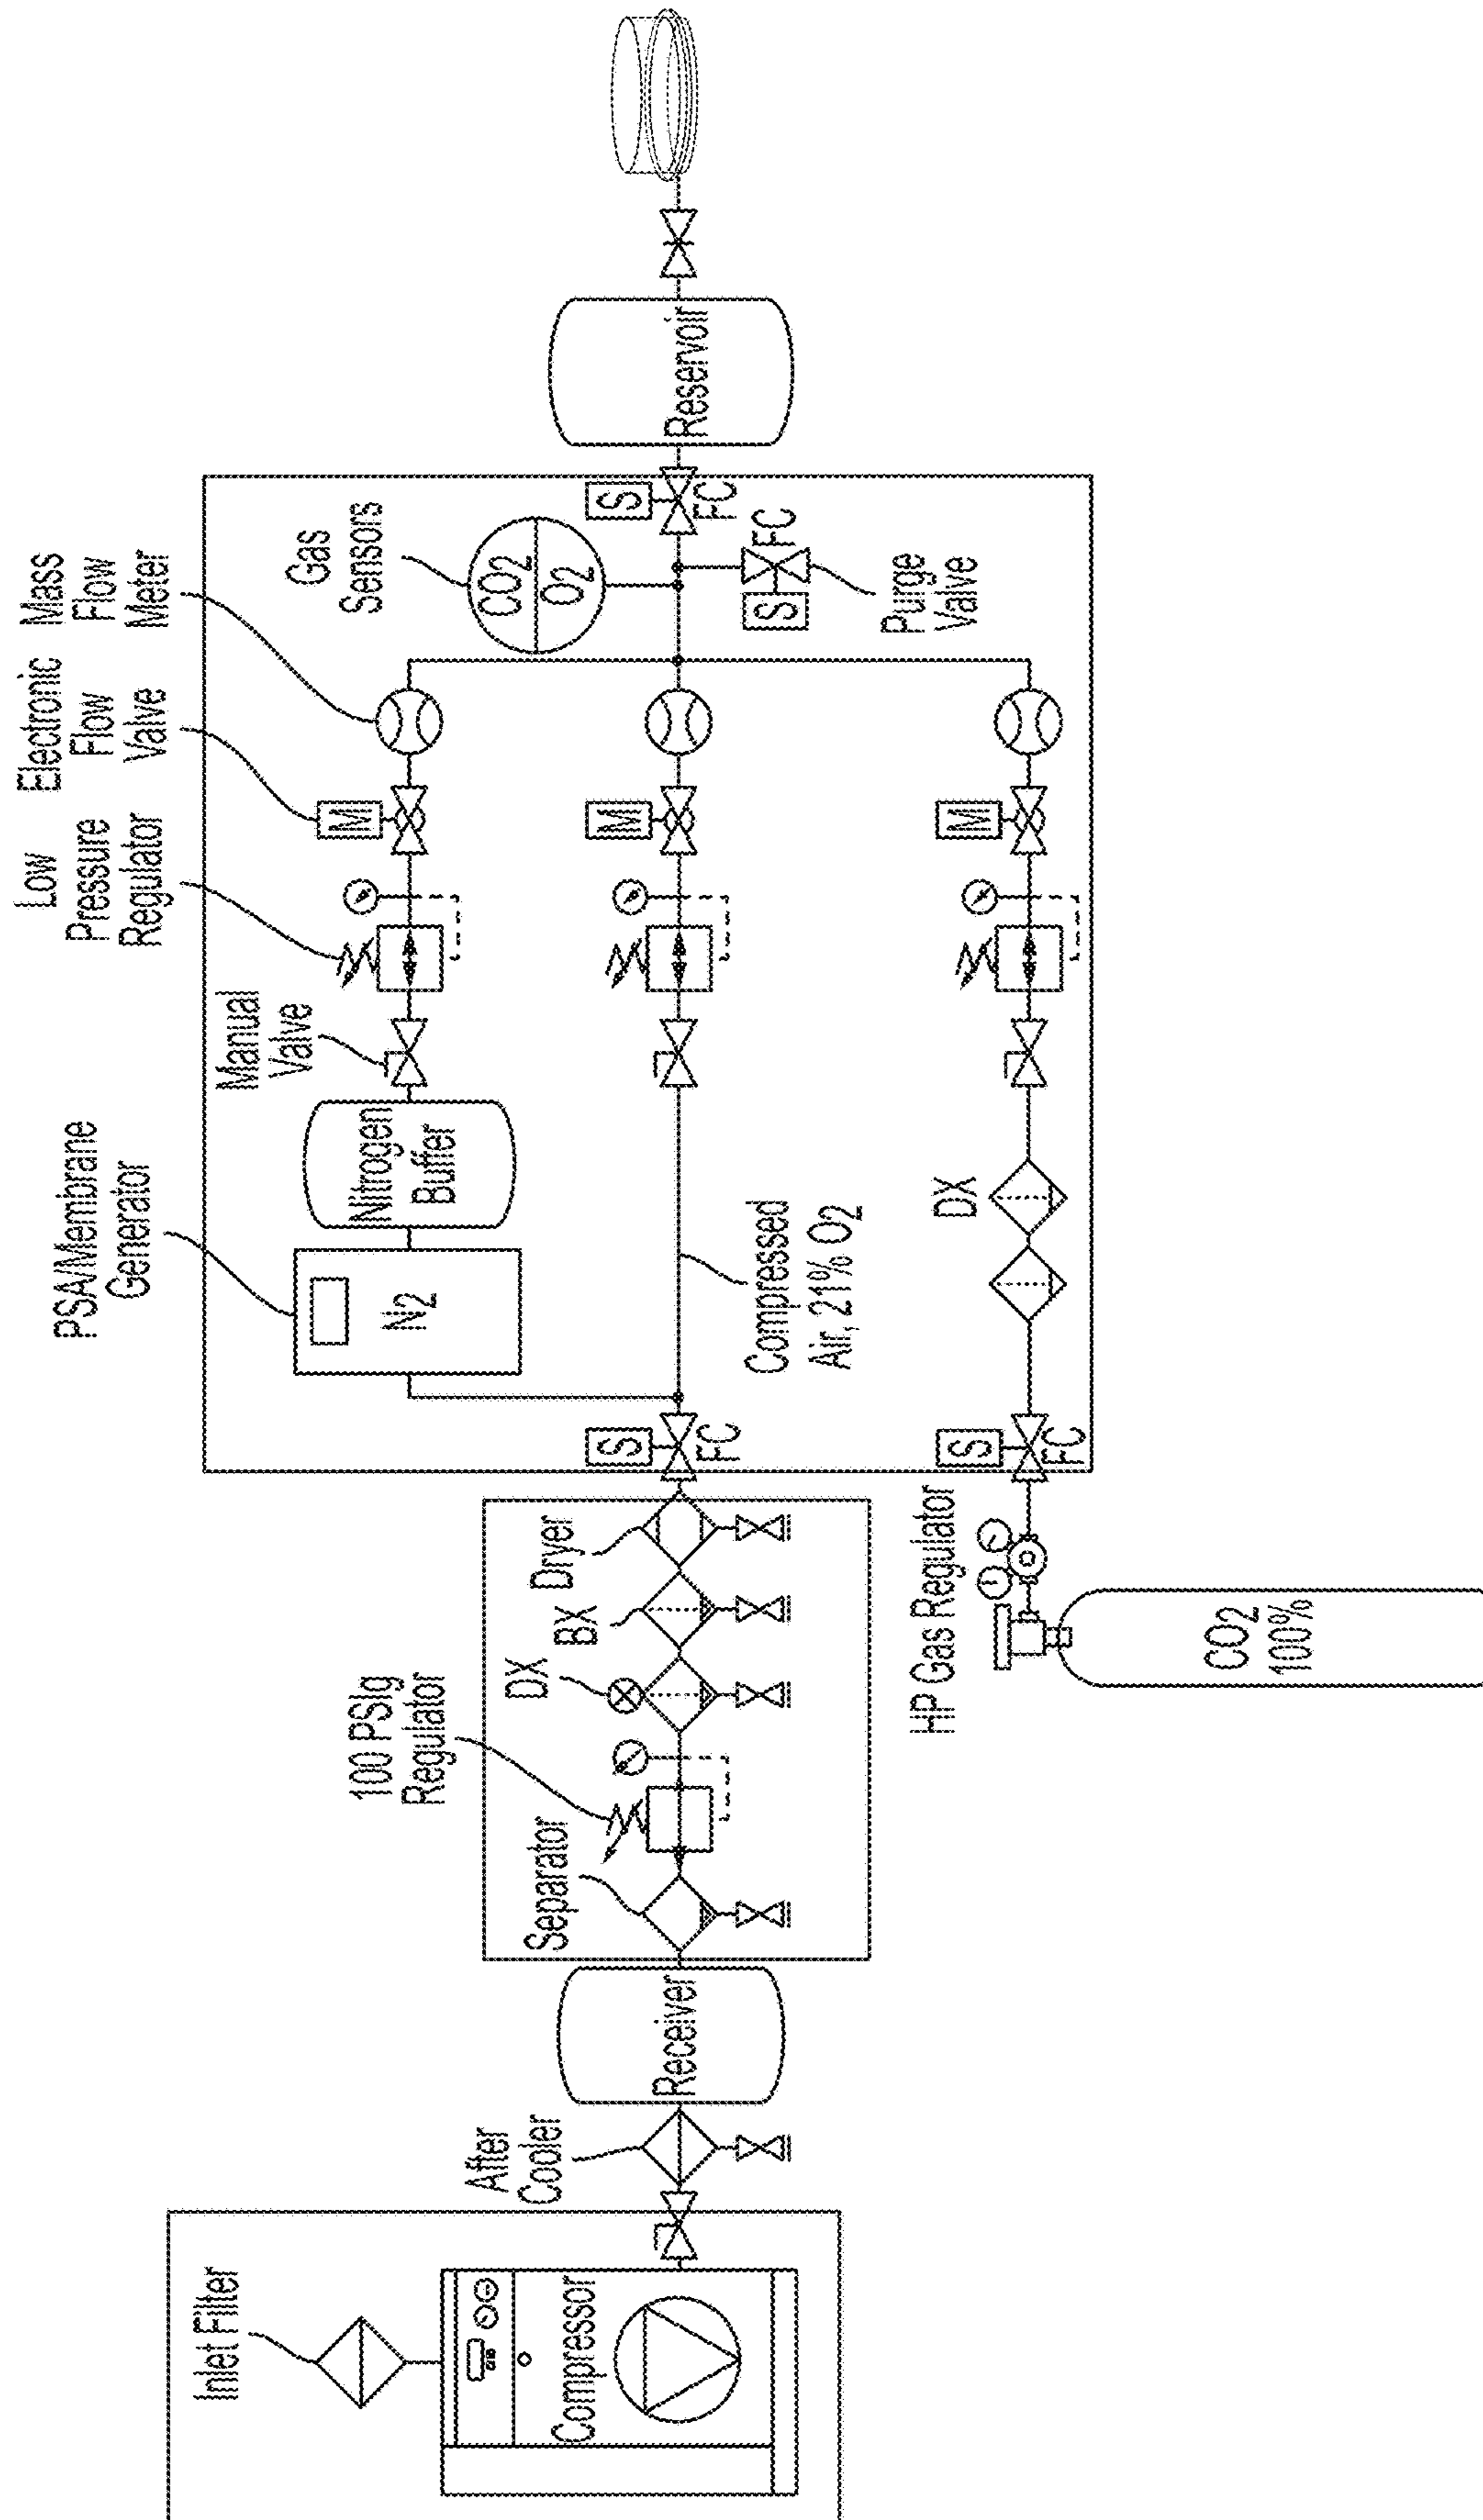 Inlet Filter
Compressor
After
Cooler
Receiver
Separator
100 PSIg
Regulator
DX
BX
Dryer
HP Gas Regulator
CO2
100%
S
FC
S
FC
PSA/Membrane
Generator
N2
Nitrogen
Buffer
Compressed
Air, 21% O2
DX
Manual
Valve
Low
Pressure
Regulator
Electronic
Flow
Valve
Mass
Flow
Meter
M
M
M
Gas
Sensors
CO2
O2
S
FC
Purge
Valve
S
FC
Reservoir